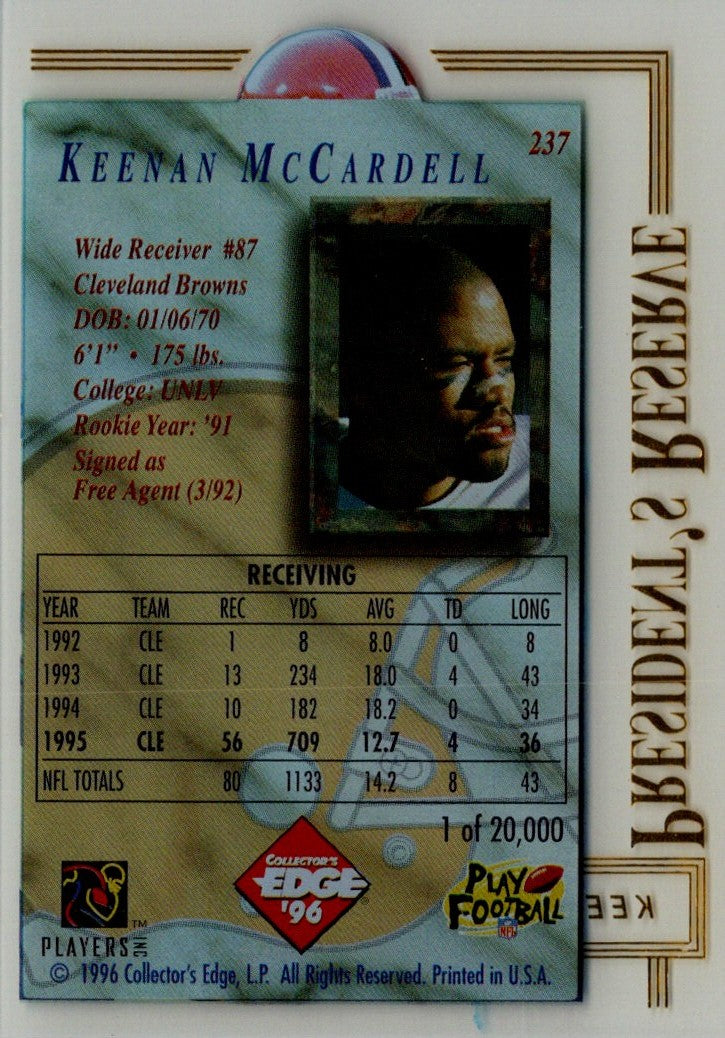 237
KEENAN MCCARDELL
Wide Receiver #87
Cleveland Browns
DOB: 01/06/70
6'1" • 175 lbs.
College: UNLV
Rookie Year: '91
Signed as
Free Agent (3/92)
RECEIVING
YEAR TEAM REC YDS AVG TD LONG
1992 CLE 1 8 8.0 0 8
1993 CLE 13 234 18.0 4 43
1994 CLE 10 182 18.2 0 34
1995 CLE 56 709 12.7 4 36
NFL TOTALS 80 1133 14.2 8 43
1 of 20,000
COLLECTOR'S
EDGE
'96
PLAY
FOOTBALL
NFL
PLAYERS INC ™
© 1996 Collector's Edge, L.P. All Rights Reserved. Printed in U.S.A.
PRESIDENT'S RESERVE
KEE